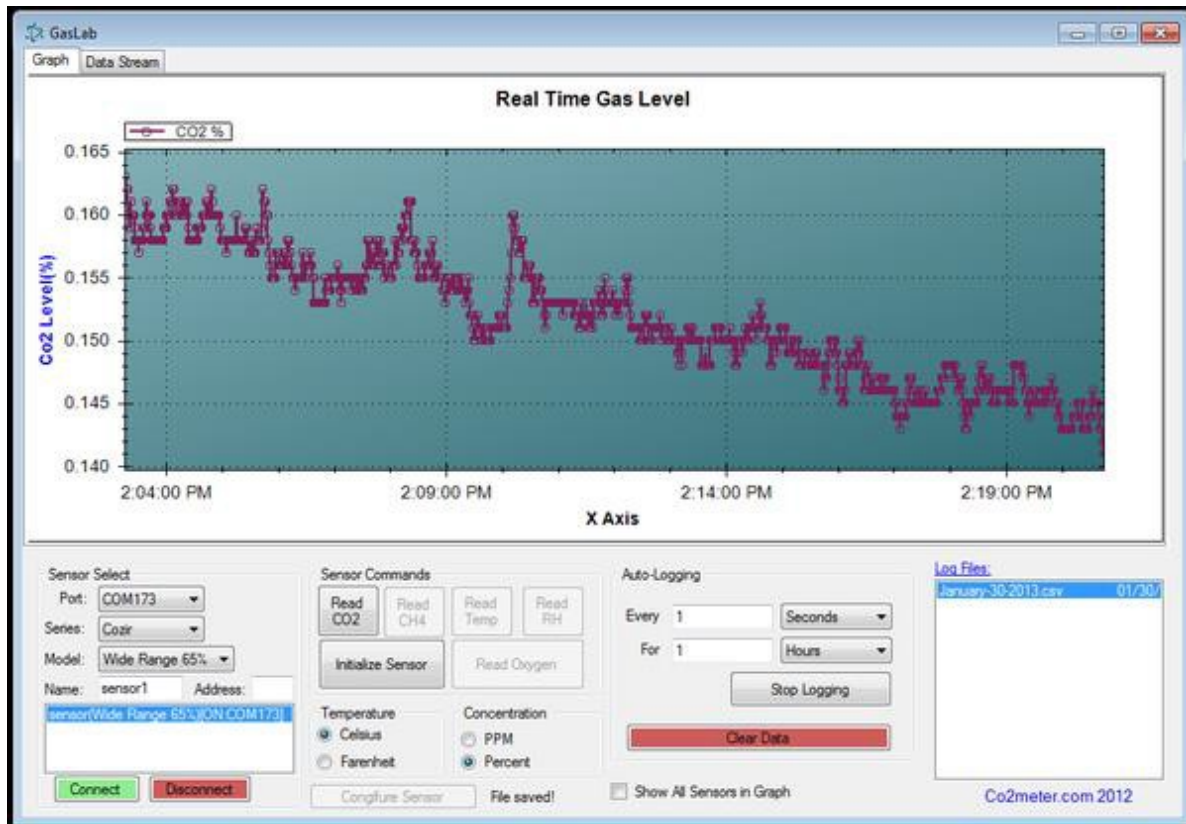 GasLab
Graph Data Stream
Real Time Gas Level
CO2 %
0.165
0.160
0.155
0.150
0.145
0.140
Co2 Level(%)
2:04:00 PM 2:09:00 PM 2:14:00 PM 2:19:00 PM
X Axis
Sensor Select
Port: COM173
Series: Cozir
Model: Wide Range 65%
Name: sensor1 Address:
sensor(Wide Range 65%)[ON:COM173]
Connect Disconnect
Sensor Commands
Read CO2
Read CH4
Read Temp
Read RH
Initialize Sensor Read Oxygen
Temperature
Celsius
Farenheit
Concentration
PPM
Percent
Congifure Sensor File saved!
Auto-Logging
Every 1 Seconds
For 1 Hours
Stop Logging
Clear Data
Show All Sensors in Graph
Log Files:
January-30-2013.csv 01/30/
Co2meter.com 2012